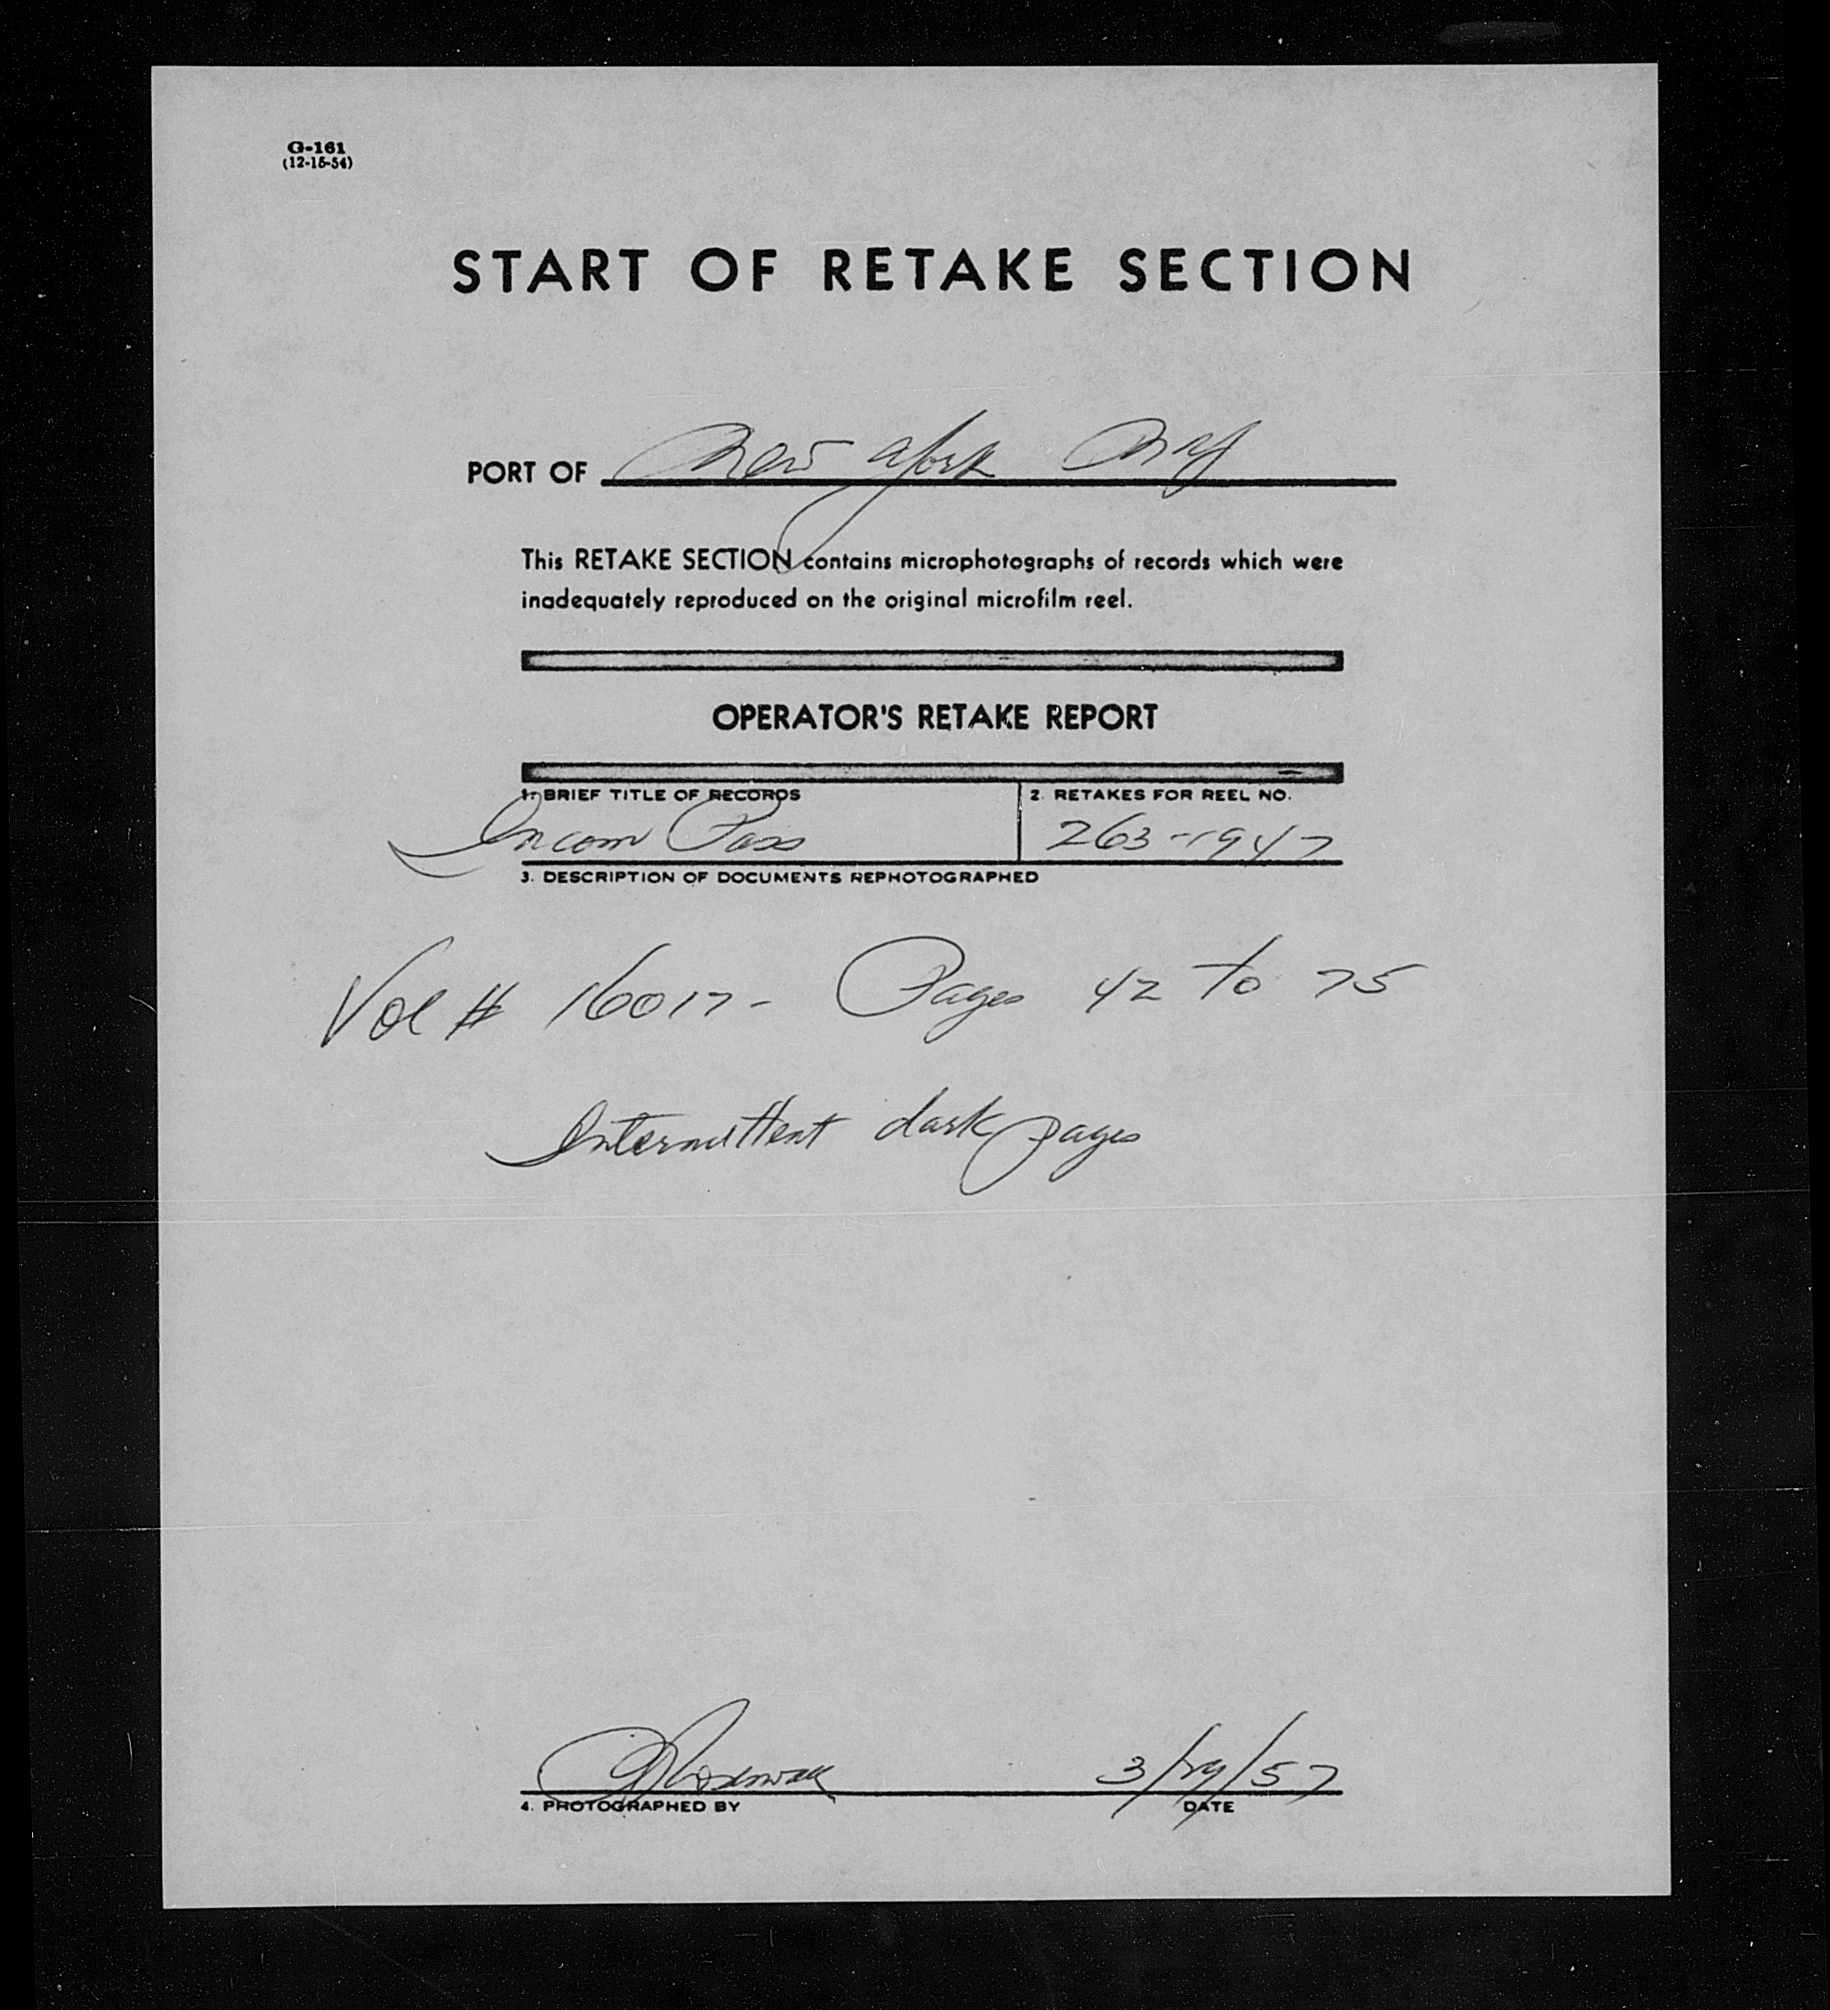 G-161
(12-15-54)
START OF RETAKE SECTION
PORT OF New York NY
This RETAKE SECTION contains microphotographs of records which were
inadequately reproduced on the original microfilm reel.
OPERATOR'S RETAKE REPORT
1. BRIEF TITLE OF RECORDS 2. RETAKES FOR REEL NO.
Incom Pass 263-1947
3. DESCRIPTION OF DOCUMENTS REPHOTOGRAPHED
Vol # 16017- Pages 42 to 75
Intermittent dark pages
3/29/57
4. PHOTOGRAPHED BY DATE